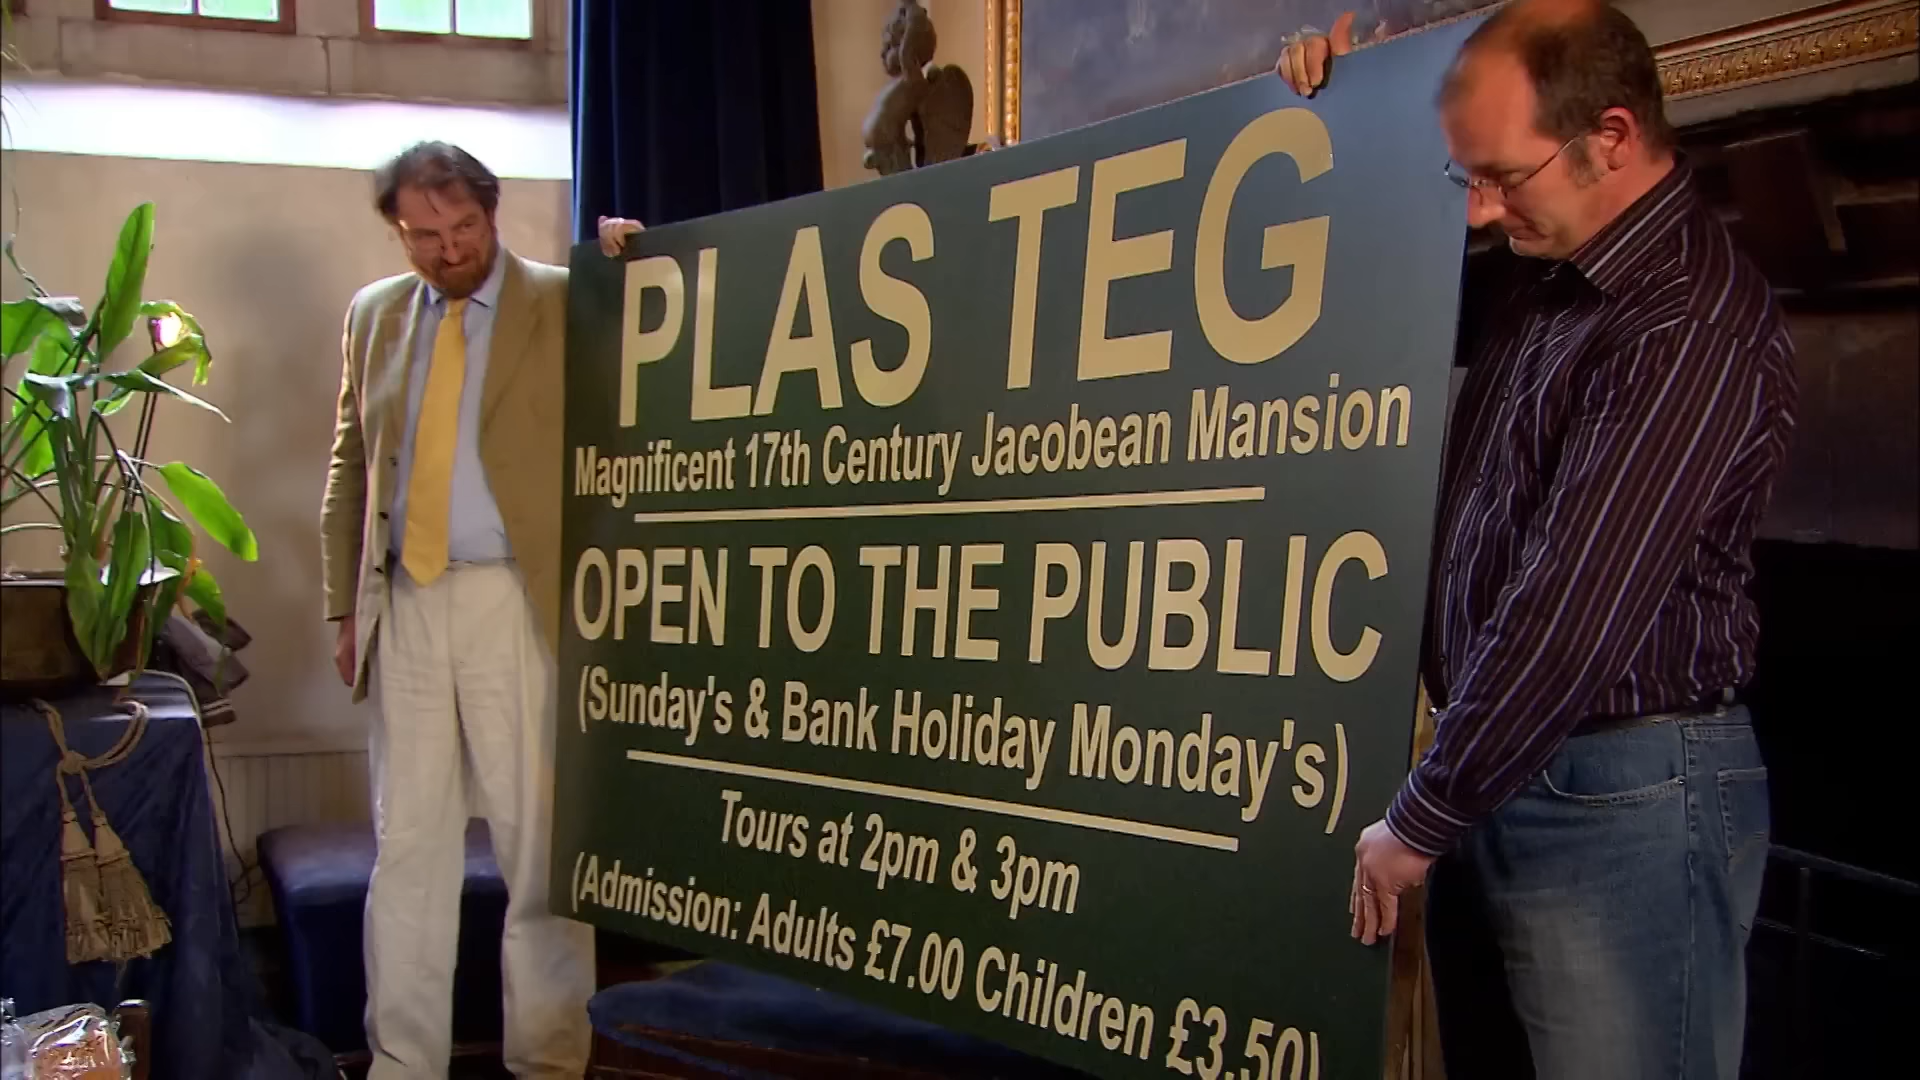 PLAS TEG
Magnificent 17th Century Jacobean Mansion
OPEN TO THE PUBLIC
(Sunday's & Bank Holiday Monday's)
Tours at 2pm & 3pm
(Admission: Adults £7.00 Children £3.50)